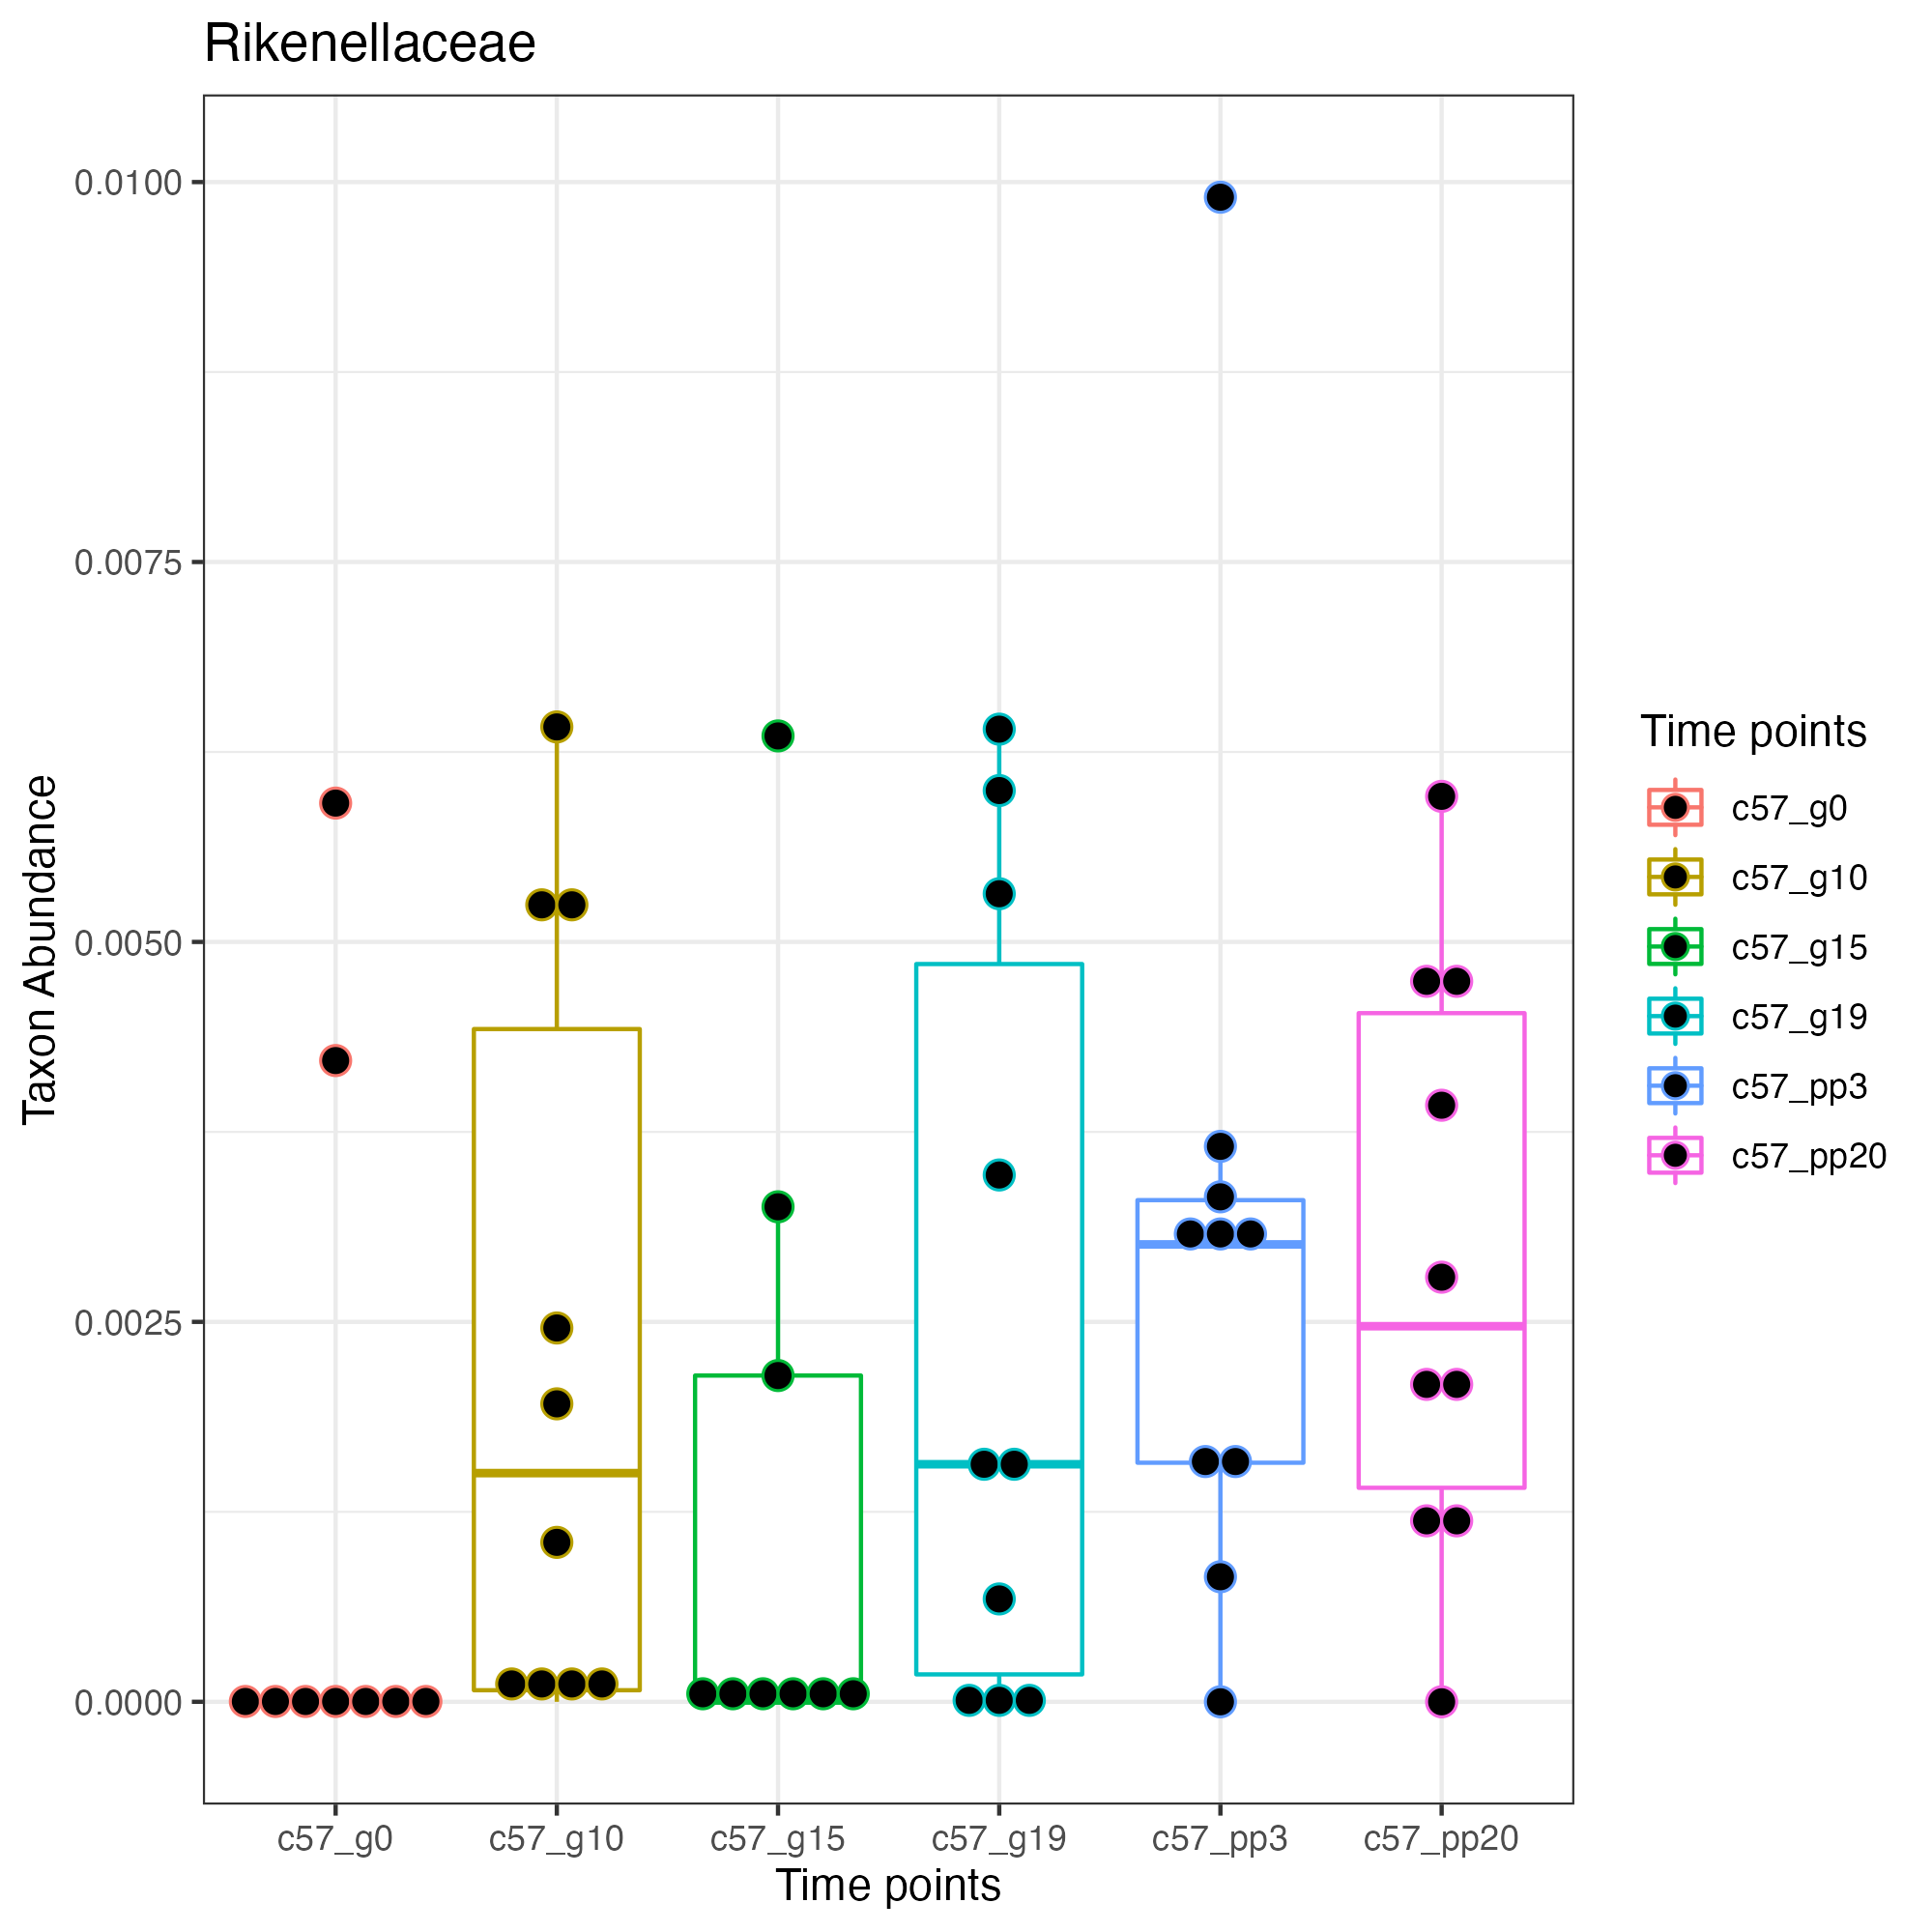 Rikenellaceae
Taxon Abundance
0.0100
0.0075
0.0050
0.0025
0.0000
c57_g0
c57_g10
c57_g15
c57_g19
c57_pp3
c57_pp20
Time points
Time points
c57_g0
c57_g10
c57_g15
c57_g19
c57_pp3
c57_pp20